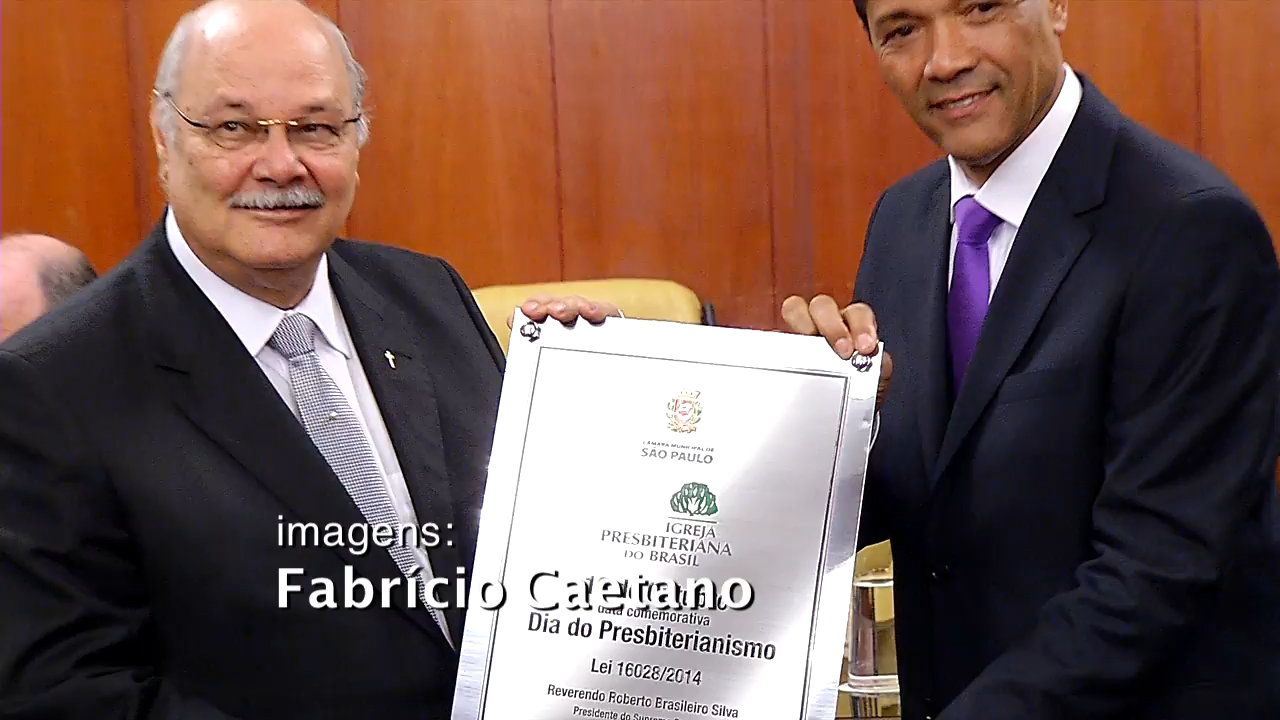 CÂMARA MUNICIPAL DE
SÃO PAULO
IGREJA
PRESBITERIANA
DO BRASIL
imagens:
Fabrício Caetano
data comemorativa
Dia do Presbiterianismo
Lei 16028/2014
Reverendo Roberto Brasileiro Silva
Presidente do